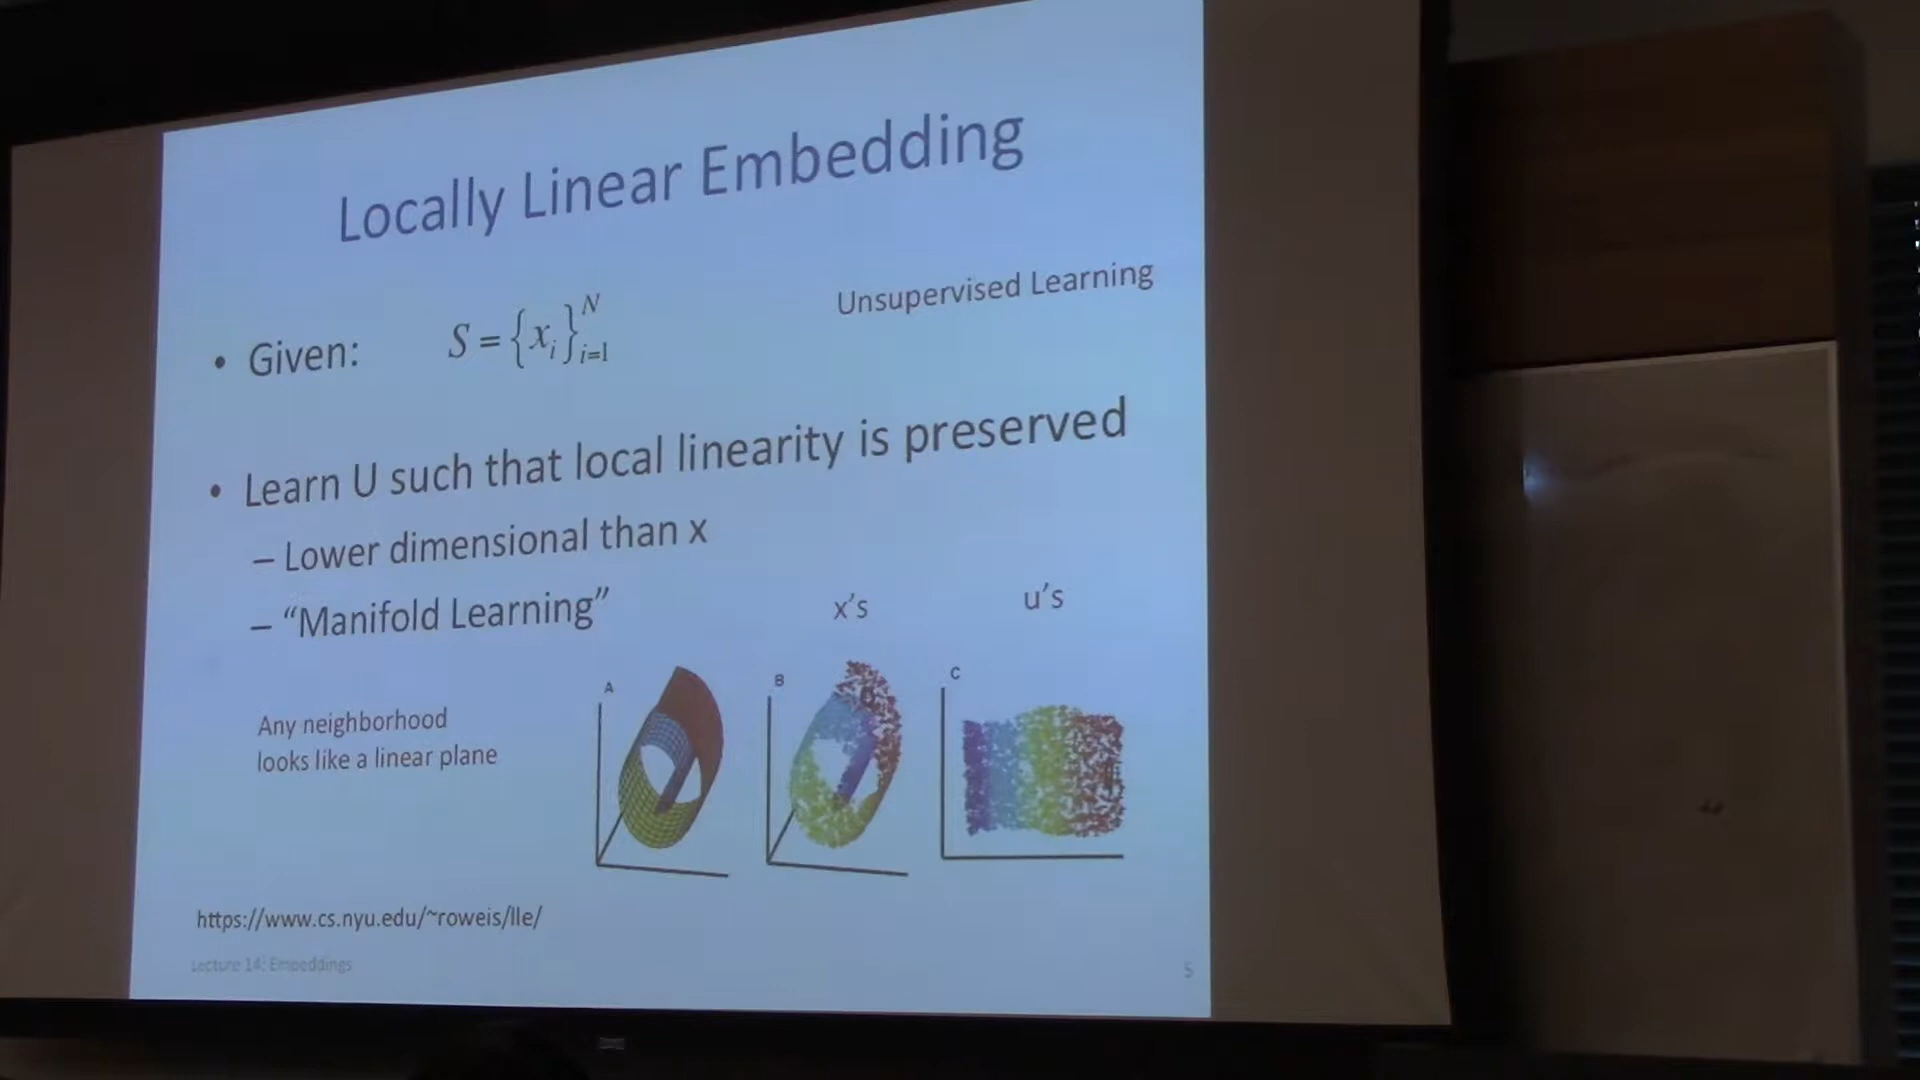 Locally Linear Embedding
Unsupervised Learning
• Given: S = {x_i}_{i=1}^N
• Learn U such that local linearity is preserved
– Lower dimensional than x
– “Manifold Learning”
x’s
u’s
A
B
C
Any neighborhood
looks like a linear plane
https://www.cs.nyu.edu/~roweis/lle/
Lecture 14: Embeddings
5